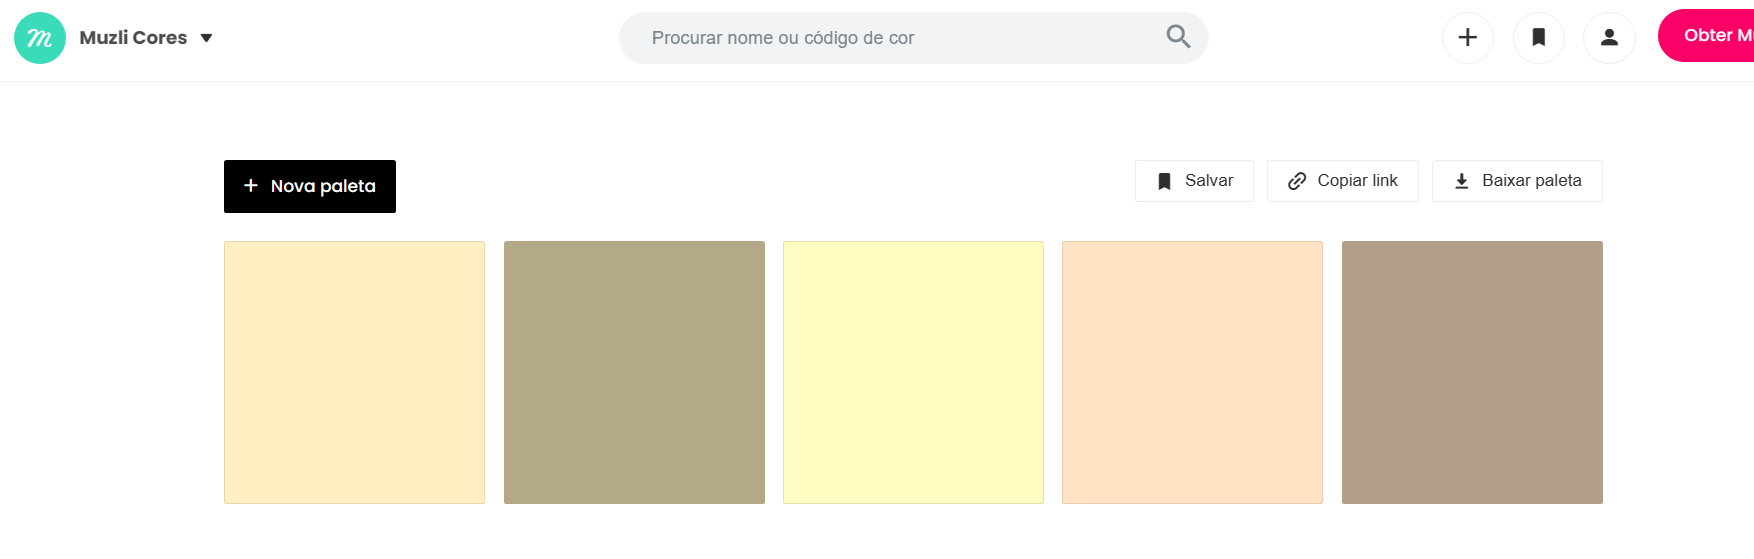 m
Muzli Cores
Procurar nome ou código de cor
Obter M
Nova paleta
Salvar
Copiar link
Baixar paleta